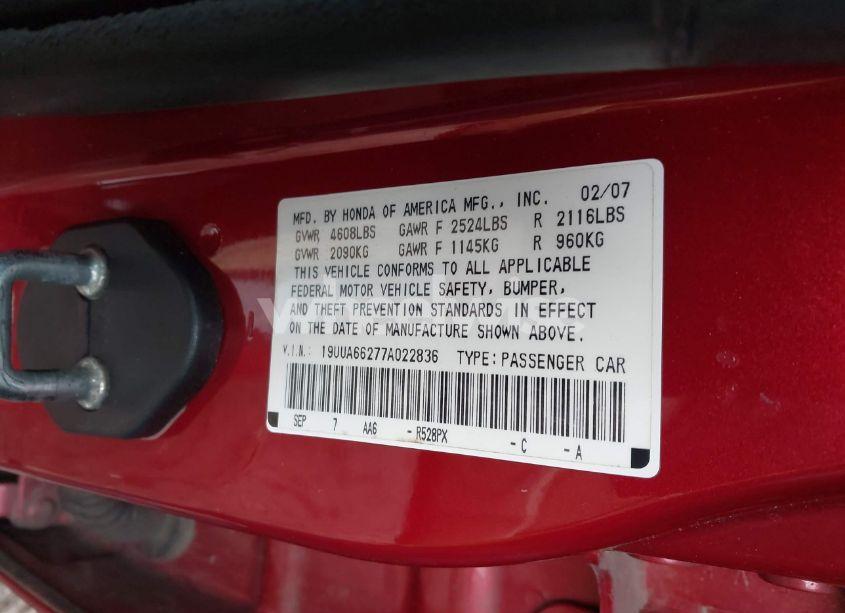 MFD. BY HONDA OF AMERICA MFG., INC. 02/07
GVWR 4608LBS GAWR F 2524LBS R 2116LBS
GVWR 2090KG GAWR F 1145KG R 960KG
THIS VEHICLE CONFORMS TO ALL APPLICABLE
FEDERAL MOTOR VEHICLE SAFETY, BUMPER,
AND THEFT PREVENTION STANDARDS IN EFFECT
ON THE DATE OF MANUFACTURE SHOWN ABOVE.
V.I.N.: 19UUA66277A022836 TYPE: PASSENGER CAR
SEP 7 AA6 - R528PX - C - A